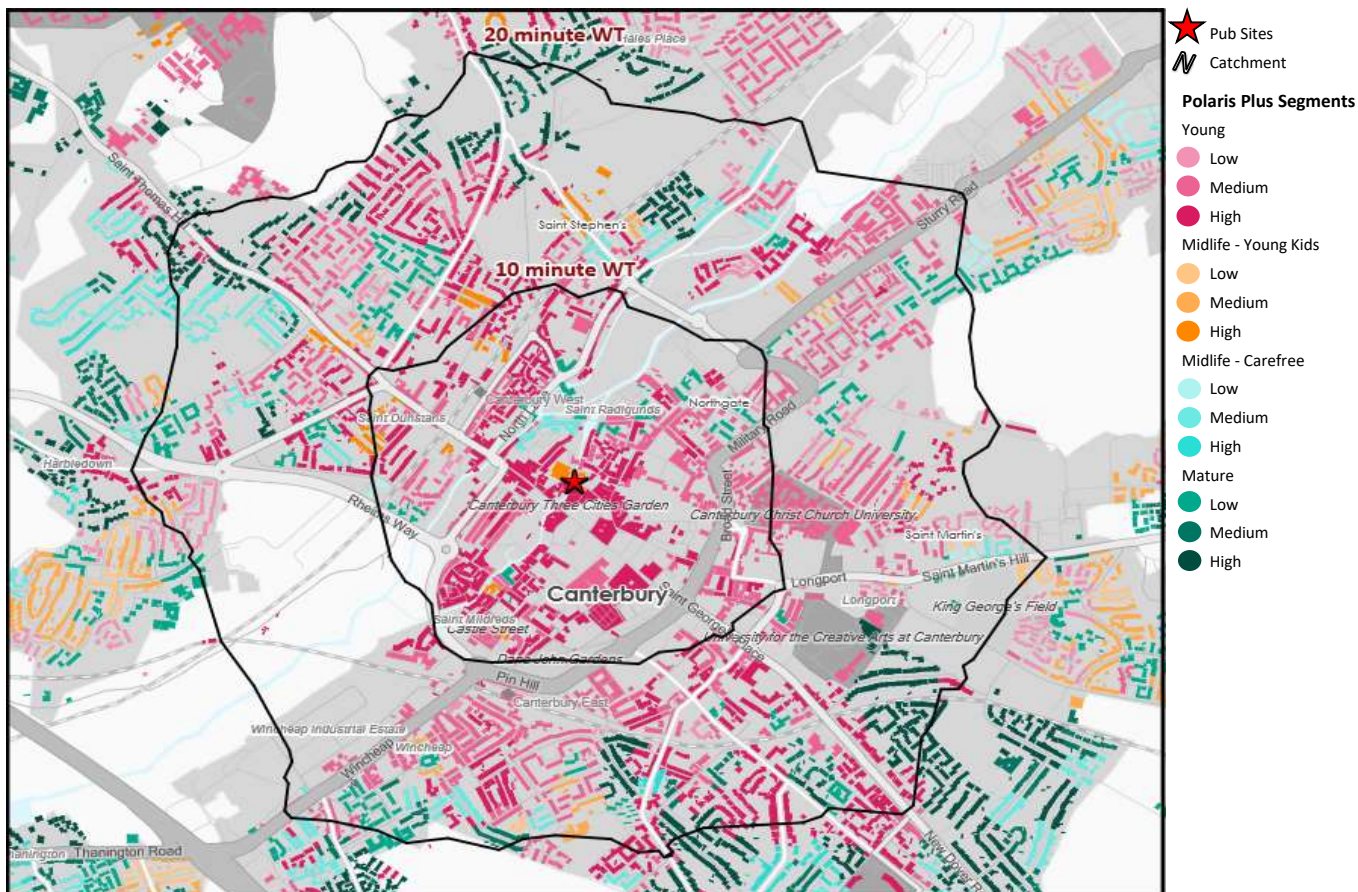 20 minute WT
Hales Place
Saint Thomas H
Sturry Road
Saint Stephen's
10 minute WT
Canterbury West
North Lane
Saint Radigunds
Northgate
Saint Dunstans
Military Road
Harbledown
Broad Street
Rheims Way
Canterbury Three Cities Garden
Canterbury Christ Church University
Saint Martin's
Saint Martin's Hill
Longport
Longport
Canterbury
Saint George's Place
King George's Field
Saint Mildreds
Castle Street
University for the Creative Arts at Canterbury
Dane John Gardens
Pin Hill
Canterbury East
Wincheap Industrial Estate
Wincheap
Wincheap
New Dover R
Thanington Road
hanington
Pub Sites
Catchment
Polaris Plus Segments
Young
Low
Medium
High
Midlife - Young Kids
Low
Medium
High
Midlife - Carefree
Low
Medium
High
Mature
Low
Medium
High